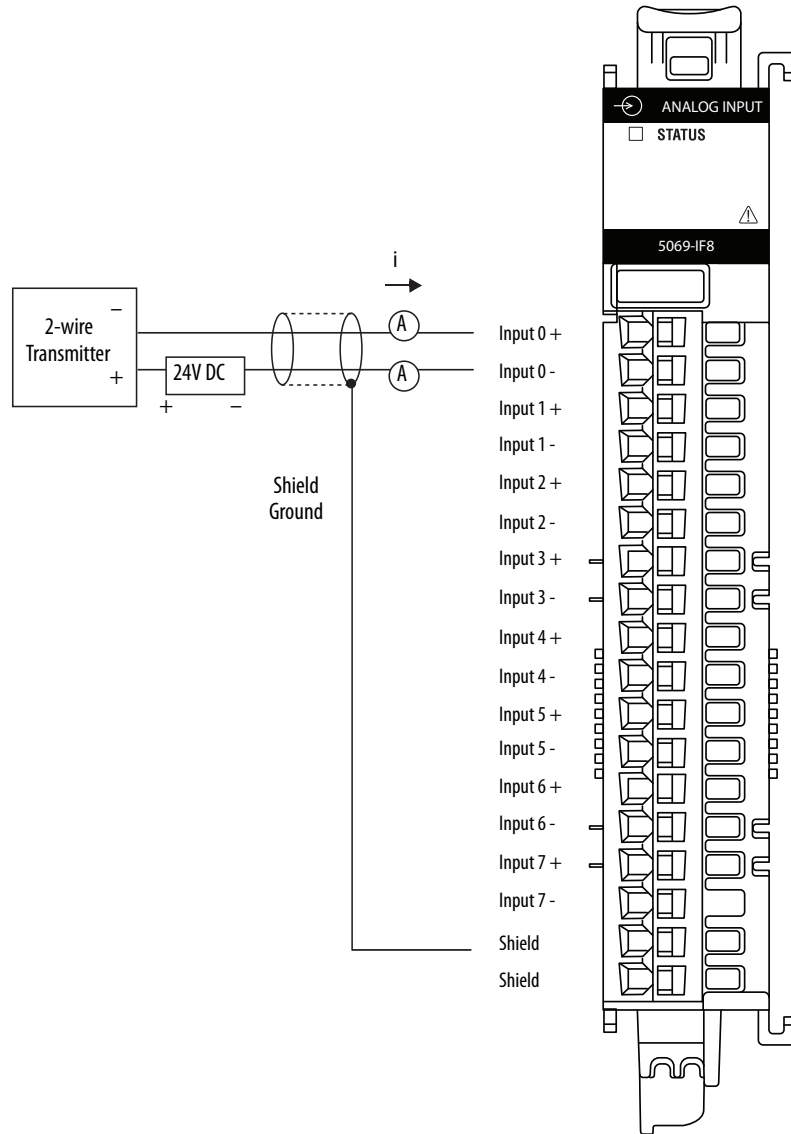 ANALOG INPUT
STATUS
5069-IF8
i
A
A
2-wire
Transmitter
–
+
24V DC
+ –
Shield
Ground
Input 0 +
Input 0 -
Input 1 +
Input 1 -
Input 2 +
Input 2 -
Input 3 +
Input 3 -
Input 4 +
Input 4 -
Input 5 +
Input 5 -
Input 6 +
Input 6 -
Input 7 +
Input 7 -
Shield
Shield